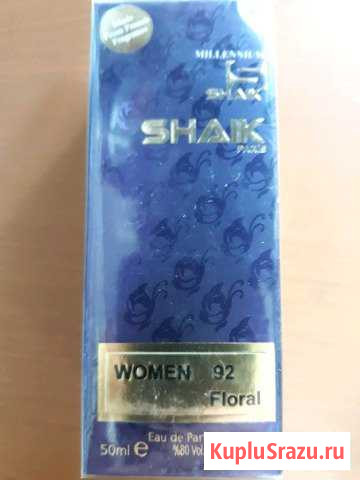 MILLENNIUM
SHAIK
SHAIK
PARIS
WOMEN 92
Floral
Eau de Par
50ml e
%80 Vol
KupluSrazu.ru